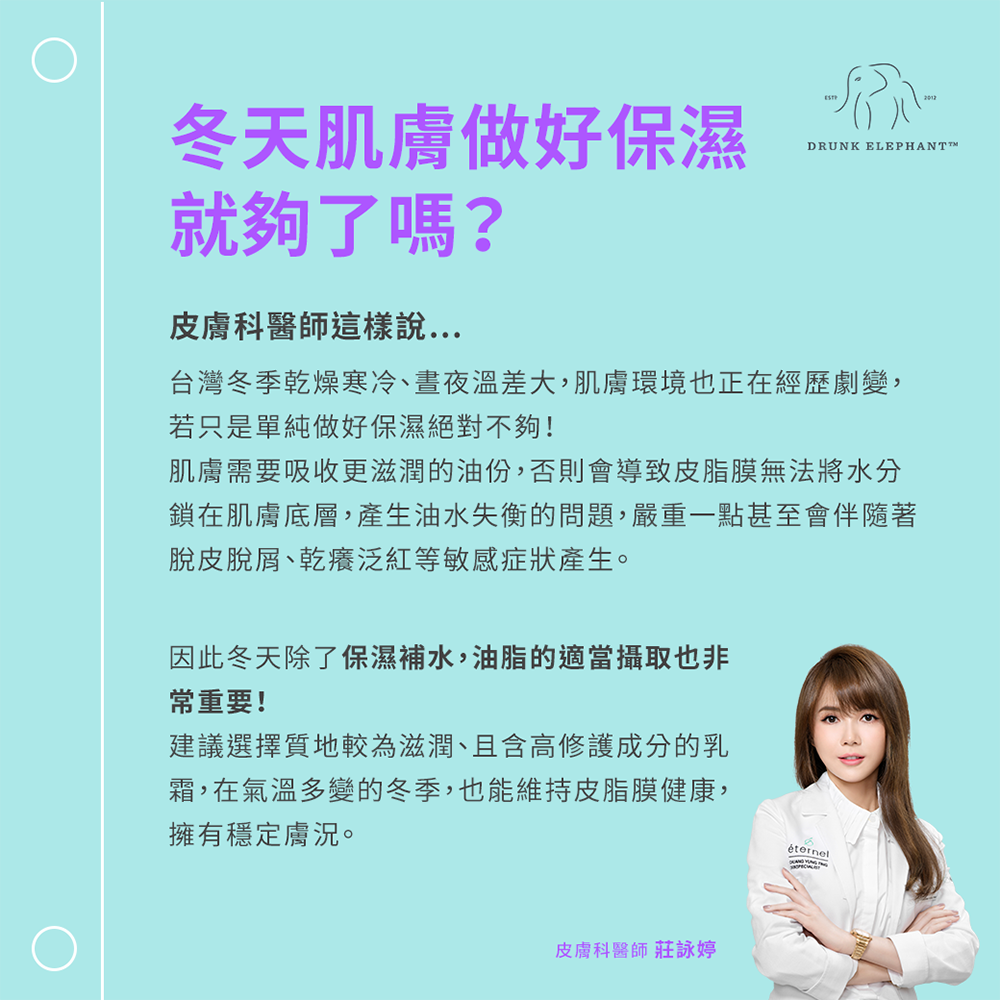 ESTD 2012
DRUNK ELEPHANT™
冬天肌膚做好保濕
就夠了嗎？
皮膚科醫師這樣說...
台灣冬季乾燥寒冷、晝夜溫差大，肌膚環境也正在經歷劇變，
若只是單純做好保濕絕對不夠！
肌膚需要吸收更滋潤的油份，否則會導致皮脂膜無法將水分
鎖在肌膚底層，產生油水失衡的問題，嚴重一點甚至會伴隨著
脫皮脫屑、乾癢泛紅等敏感症狀產生。
因此冬天除了保濕補水，油脂的適當攝取也非
常重要！
建議選擇質地較為滋潤、且含高修護成分的乳
霜，在氣溫多變的冬季，也能維持皮脂膜健康，
擁有穩定膚況。
éternel
皮膚科醫師 莊詠婷